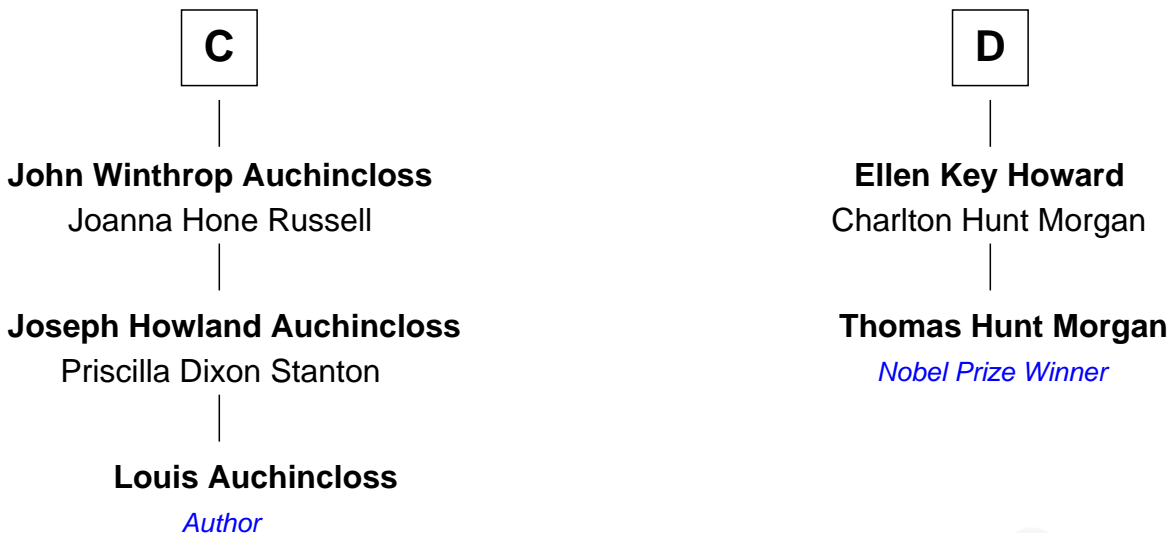 C
John Winthrop Auchincloss
Joanna Hone Russell
Joseph Howland Auchincloss
Priscilla Dixon Stanton
Louis Auchincloss
Author
D
Ellen Key Howard
Charlton Hunt Morgan
Thomas Hunt Morgan
Nobel Prize Winner